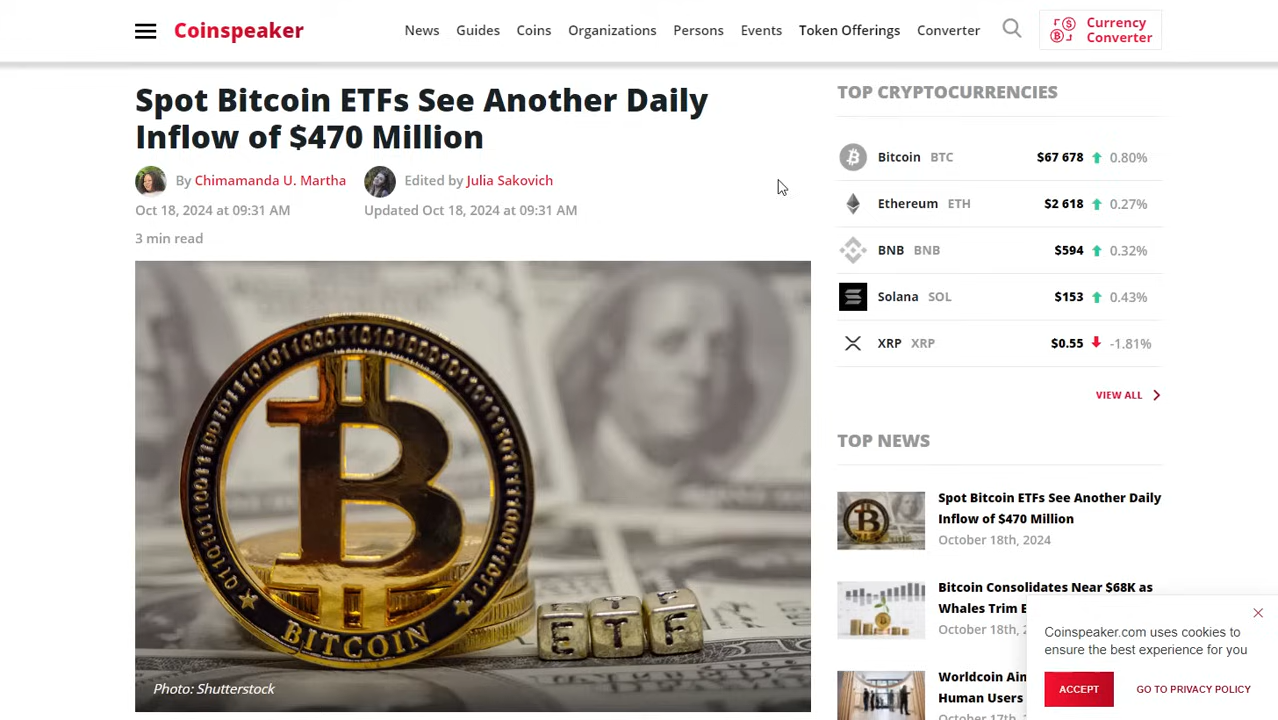 Coinspeaker
News Guides Coins Organizations Persons Events Token Offerings Converter
Currency
Converter
Spot Bitcoin ETFs See Another Daily
Inflow of $470 Million
By Chimamanda U. Martha
Oct 18, 2024 at 09:31 AM
Edited by Julia Sakovich
Updated Oct 18, 2024 at 09:31 AM
3 min read
BITCOIN
ETF
Photo: Shutterstock
TOP CRYPTOCURRENCIES
Bitcoin BTC $67 678 0.80%
Ethereum ETH $2 618 0.27%
BNB BNB $594 0.32%
Solana SOL $153 0.43%
XRP XRP $0.55 -1.81%
VIEW ALL
TOP NEWS
Spot Bitcoin ETFs See Another Daily
Inflow of $470 Million
October 18th, 2024
Bitcoin Consolidates Near $68K as
Whales Trim
October 18th,
Worldcoin
Human Users
October 17th,
Coinspeaker.com uses cookies to
ensure the best experience for you
ACCEPT
GO TO PRIVACY POLICY